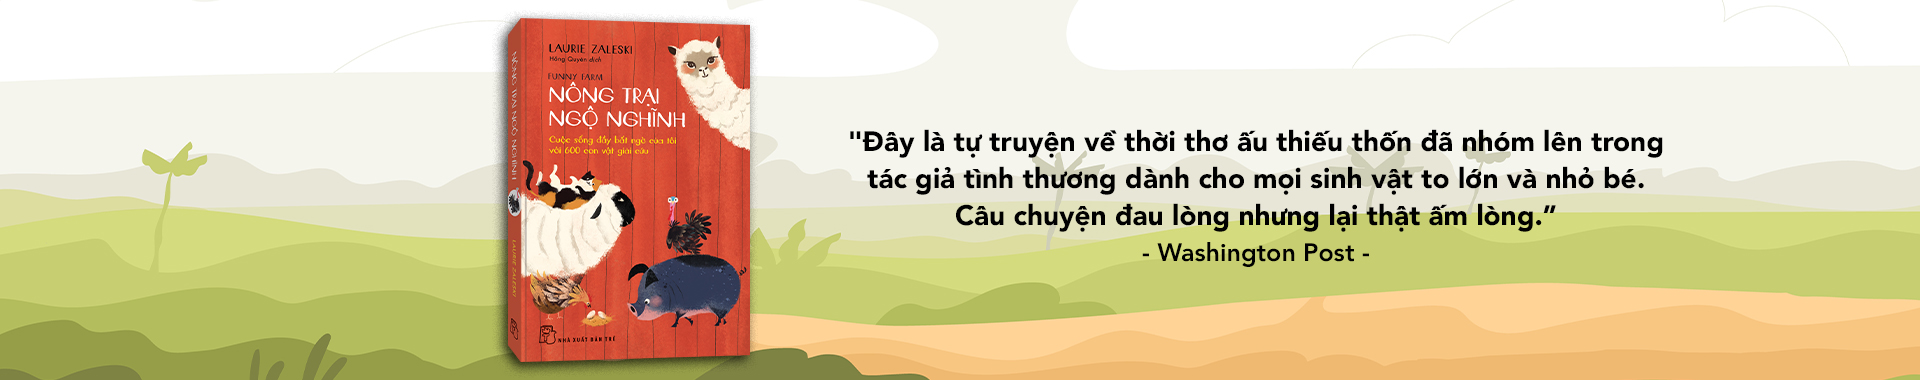 LAURIE ZALESKI
Hồng Quyên dịch
FUNNY FARM
NÔNG TRẠI
NGỘ NGHĨNH
Cuộc sống đầy bất ngờ của tôi
với 600 con vật giải cứu
NÔNG TRẠI NGỘ NGHĨNH
LAURIE ZALESKI
NHÀ XUẤT BẢN TRẺ
"Đây là tự truyện về thời thơ ấu thiếu thốn đã nhóm lên trong
tác giả tình thương dành cho mọi sinh vật to lớn và nhỏ bé.
Câu chuyện đau lòng nhưng lại thật ấm lòng.”
- Washington Post -